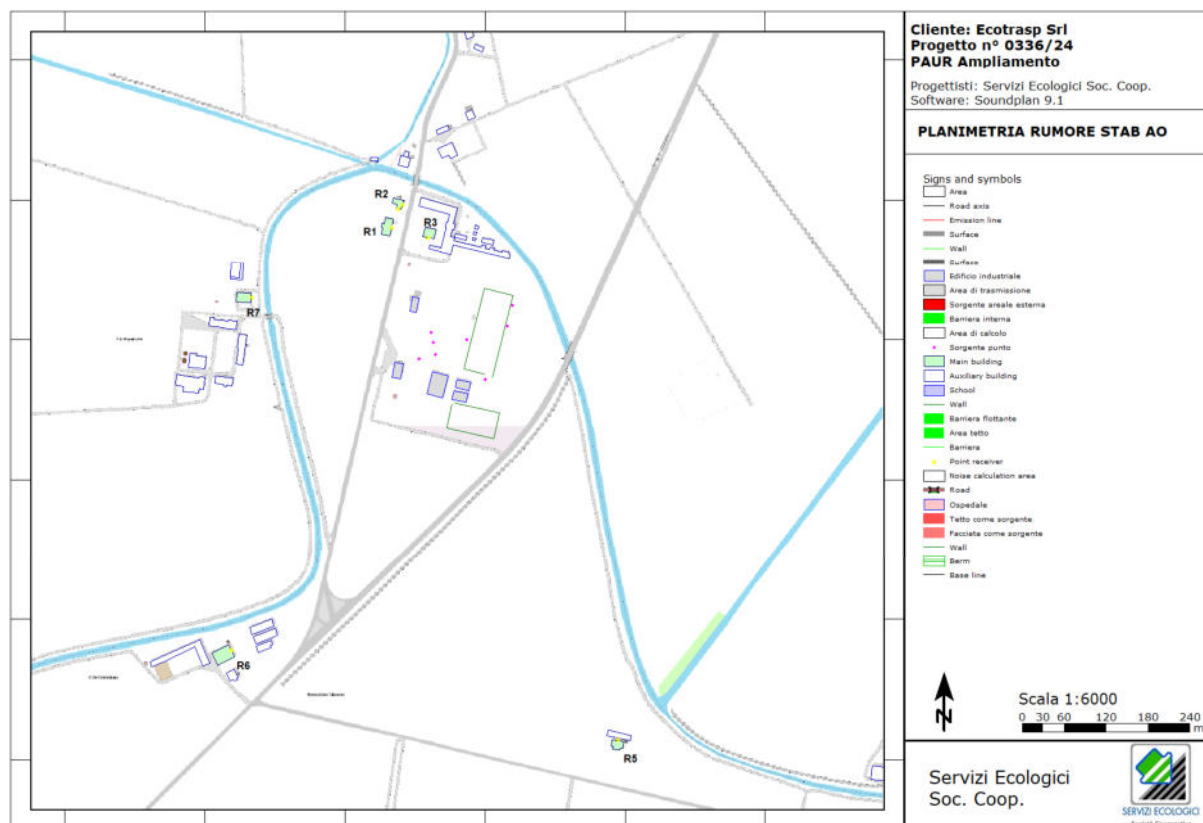 Cliente: Ecotrasp Srl
Progetto n° 0336/24
PAUR Ampliamento
Progettisti: Servizi Ecologici Soc. Coop.
Software: Soundplan 9.1
PLANIMETRIA RUMORE STAB AO
Signs and symbols
Area
Road axis
Emission line
Surface
Wall
Surface
Edificio industriale
Area di trasmissione
Sorgente areale esterna
Barriera interna
Area di calcolo
Sorgente punto
Main building
Auxiliary building
School
Wall
Barriera flottante
Area tetto
Barriera
Point receiver
Noise calculation area
Road
Ospedale
Tetto come sorgente
Facciata come sorgente
Wall
Berm
Base line
R2
R1
R3
R7
R6
R5
N
Scala 1:6000
0 30 60 120 180 240
m
Servizi Ecologici
Soc. Coop.
SERVIZI ECOLOGICI